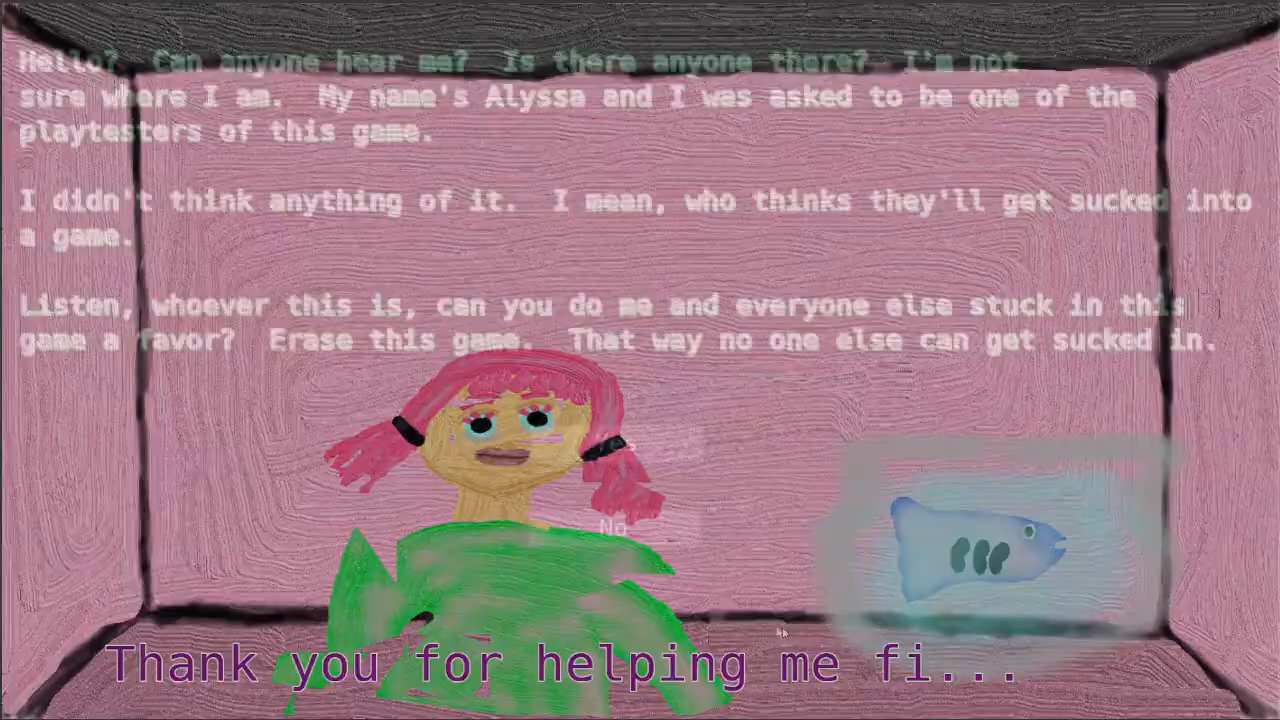 Hello?  Can anyone hear me?  Is there anyone there?  I'm not
sure where I am.  My name's Alyssa and I was asked to be one of the
playtesters of this game.
I didn't think anything of it.  I mean, who thinks they'll get sucked into
a game.
Listen, whoever this is, can you do me and everyone else stuck in this
game a favor?  Erase this game.  That way no one else can get sucked in.
Yes
No
Thank you for helping me fi...